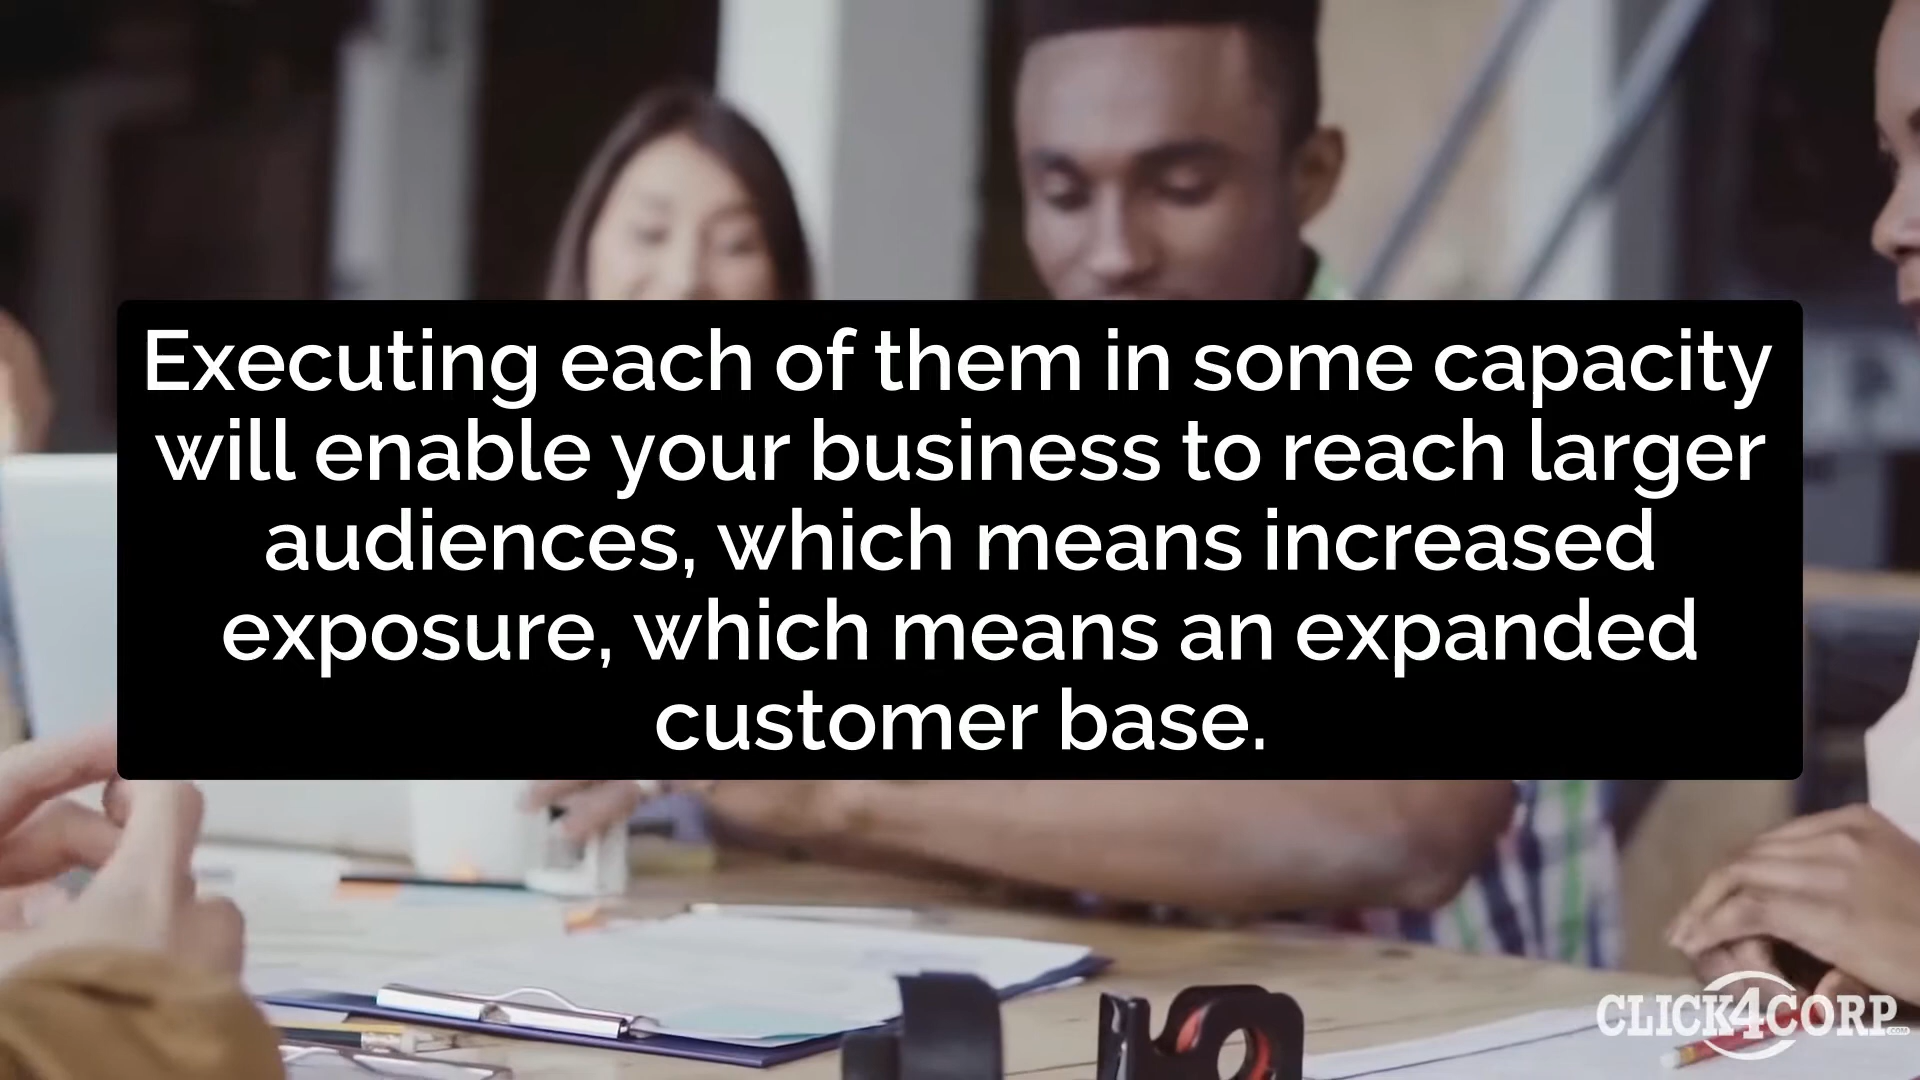 Executing each of them in some capacity
will enable your business to reach larger
audiences, which means increased
exposure, which means an expanded
customer base.
CLICK4CORP
.COM